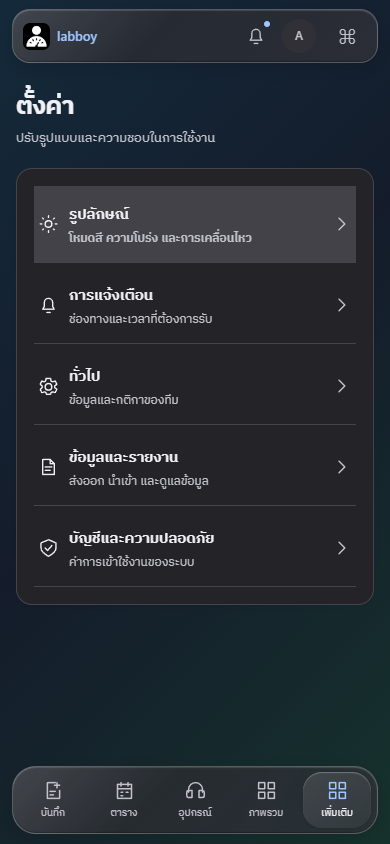 labboy
A
ตั้งค่า
ปรับรูปแบบและความชอบในการใช้งาน
รูปลักษณ์
โหมดสี ความโปร่ง และการเคลื่อนไหว
การแจ้งเตือน
ช่องทางและเวลาที่ต้องการรับ
ทั่วไป
ข้อมูลและกติกาของทีม
ข้อมูลและรายงาน
ส่งออก นำเข้า และดูแลข้อมูล
บัญชีและความปลอดภัย
ค่าการเข้าใช้งานของระบบ
บันทึก ตาราง อุปกรณ์ ภาพรวม เพิ่มเติม